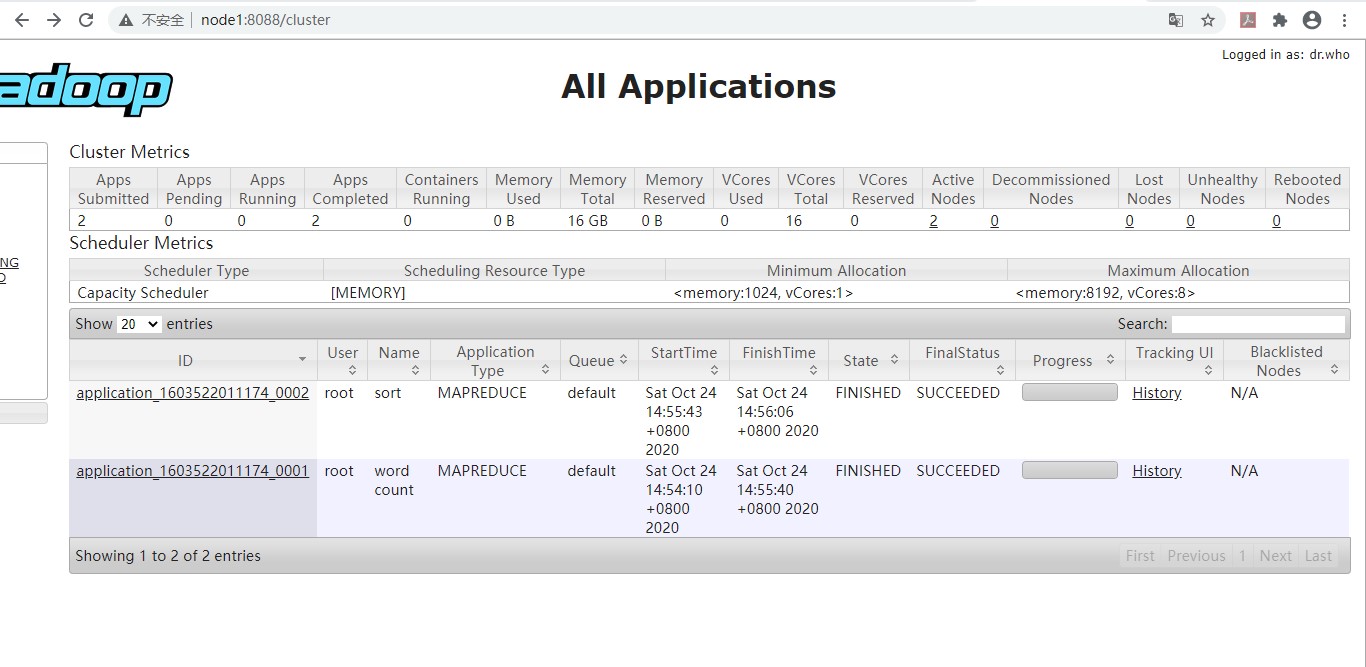 不安全 node1:8088/cluster
Logged in as: dr.who
adoop
All Applications
Cluster Metrics
Apps Submitted Apps Pending Apps Running Apps Completed Containers Running Memory Used Memory Total Memory Reserved VCores Used VCores Total VCores Reserved Active Nodes Decommissioned Nodes Lost Nodes Unhealthy Nodes Rebooted Nodes
2 0 0 2 0 0 B 16 GB 0 B 0 16 0 2 0 0 0 0
Scheduler Metrics
NG
Scheduler Type Scheduling Resource Type Minimum Allocation Maximum Allocation
Capacity Scheduler [MEMORY] <memory:1024, vCores:1> <memory:8192, vCores:8>
Show 20 entries Search:
ID User Name Application Type Queue StartTime FinishTime State FinalStatus Progress Tracking UI Blacklisted Nodes
application_1603522011174_0002 root sort MAPREDUCE default Sat Oct 24 14:55:43 +0800 2020 Sat Oct 24 14:56:06 +0800 2020 FINISHED SUCCEEDED History N/A
application_1603522011174_0001 root word count MAPREDUCE default Sat Oct 24 14:54:10 +0800 2020 Sat Oct 24 14:55:40 +0800 2020 FINISHED SUCCEEDED History N/A
Showing 1 to 2 of 2 entries First Previous 1 Next Last